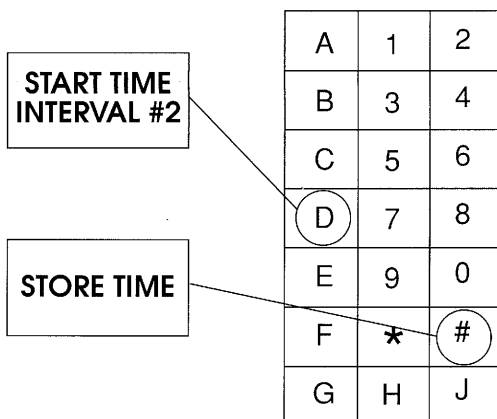 START TIME
INTERVAL #2
STORE TIME
A 1 2
B 3 4
C 5 6
D 7 8
E 9 0
F * #
G H J